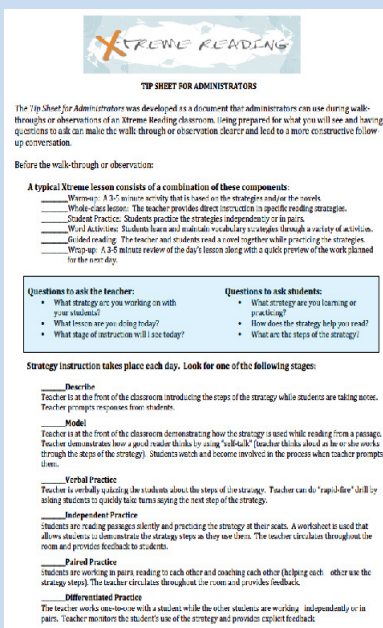 XTREME READING
TIP SHEET FOR ADMINISTRATORS
The Tip Sheet for Administrators was developed as a document that administrators can use during walk-
throughs or observations of an Xtreme Reading classroom. Being prepared for what you will see and having
questions to ask can make the walk-through or observation clearer and lead to a more constructive follow-
up conversation.
Before the walk-through or observation:
A typical Xtreme lesson consists of a combination of these components:
______Warm-up: A 3-5 minute activity that is based on the strategies and/or the novels.
______Whole-class lesson: The teacher provides direct instruction in specific reading strategies.
______Student Practice: Students practice the strategies independently or in pairs.
______Word Activities: Students learn and maintain vocabulary strategies through a variety of activities.
______Guided reading: The teacher and students read a novel together while practicing the strategies.
______Wrap-up: A 3-5 minute review of the day's lesson along with a quick preview of the work planned
for the next day.
Questions to ask the teacher:
• What strategy are you working on with
your students?
• What lesson are you doing today?
• What stage of instruction will I see today?
Questions to ask students:
• What strategy are you learning or
practicing?
• How does the strategy help you read?
• What are the steps of the strategy?
Strategy instruction takes place each day. Look for one of the following stages:
______Describe
Teacher is at the front of the classroom introducing the steps of the strategy while students are taking notes.
Teacher prompts responses from students.
______Model
Teacher is at the front of the classroom demonstrating how the strategy is used while reading from a passage.
Teacher demonstrates how a good reader thinks by using "self-talk" (teacher thinks aloud as he or she works
through the steps of the strategy). Students watch and become involved in the process when teacher prompts
them.
______Verbal Practice
Teacher is verbally quizzing the students about the steps of the strategy. Teacher can do "rapid-fire" drill by
asking students to quickly take turns saying the next step of the strategy.
______Independent Practice
Students are reading passages silently and practicing the strategy at their seats. A worksheet is used that
allows students to demonstrate the strategy steps as they use them. The teacher circulates throughout the
room and provides feedback to students.
______Paired Practice
Students are working in pairs, reading to each other and coaching each other (helping each other use the
strategy steps). The teacher circulates throughout the room and provides feedback.
______Differentiated Practice
The teacher works one-to-one with a student while the other students are working independently or in
pairs. Teacher monitors the student's use of the strategy and provides explicit feedback.